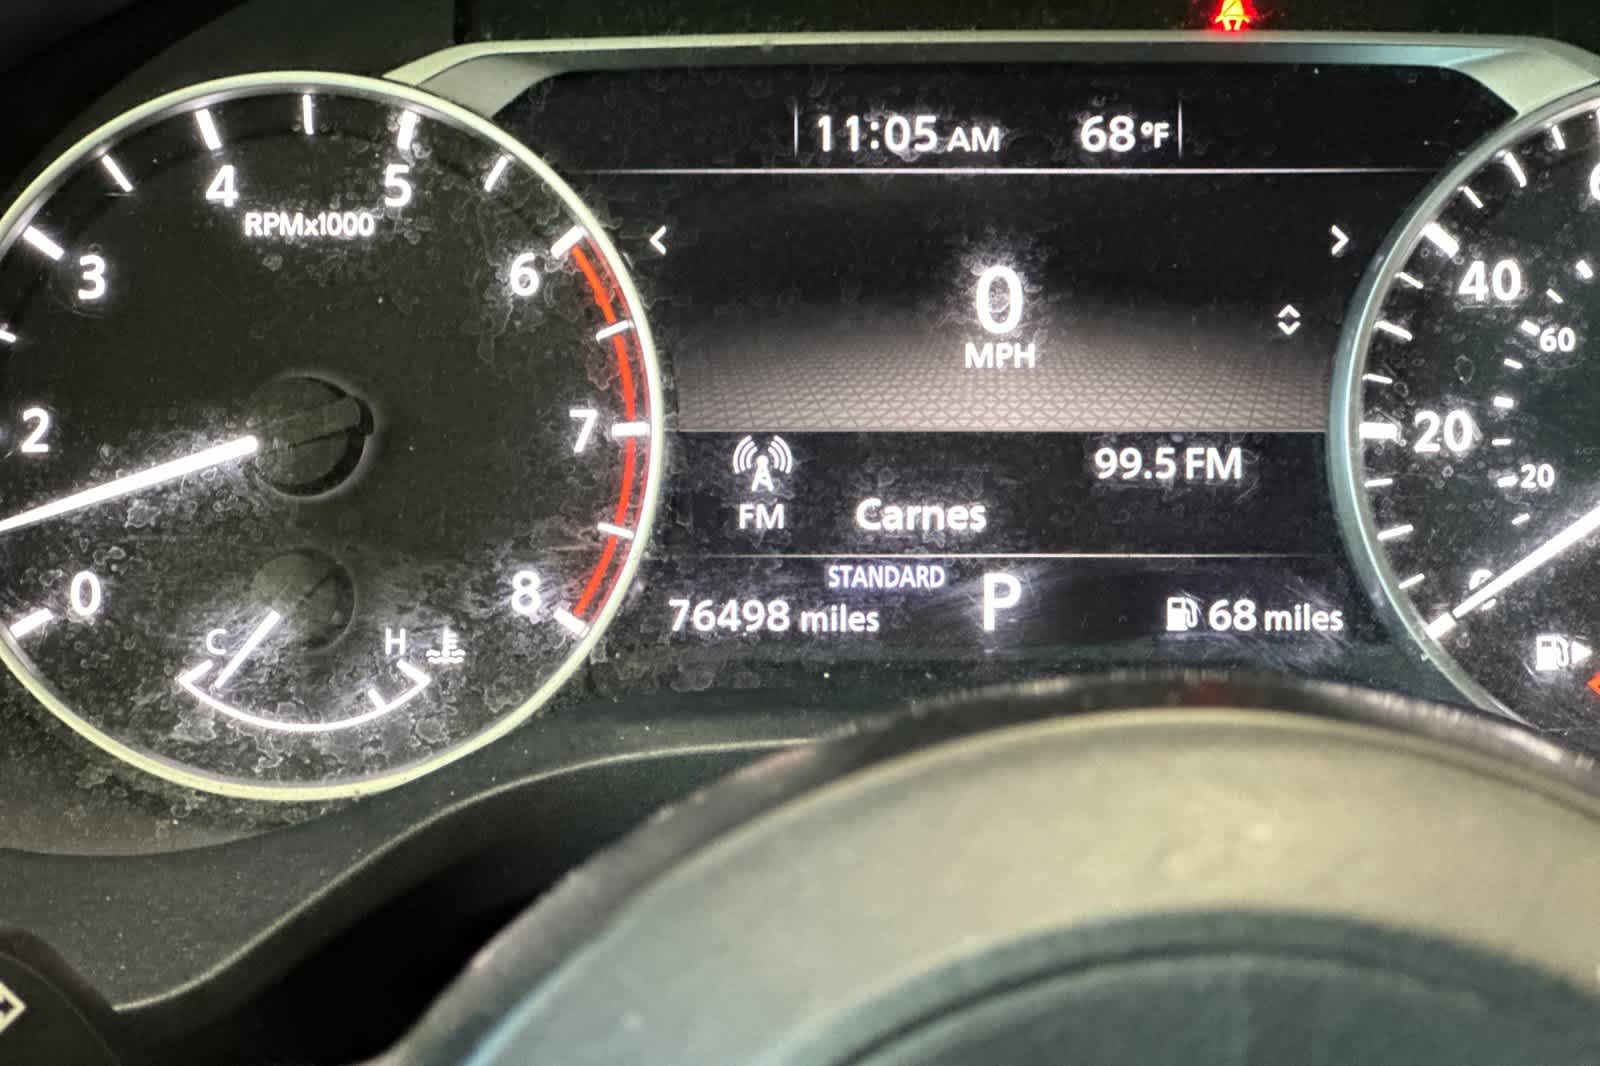 11:05 AM 68°F
4 5
RPMx1000
3 6
2 7
0 8
C H
0
MPH
FM
99.5 FM
Carnes
STANDARD
76498 miles
P
68 miles
40
60
20
20